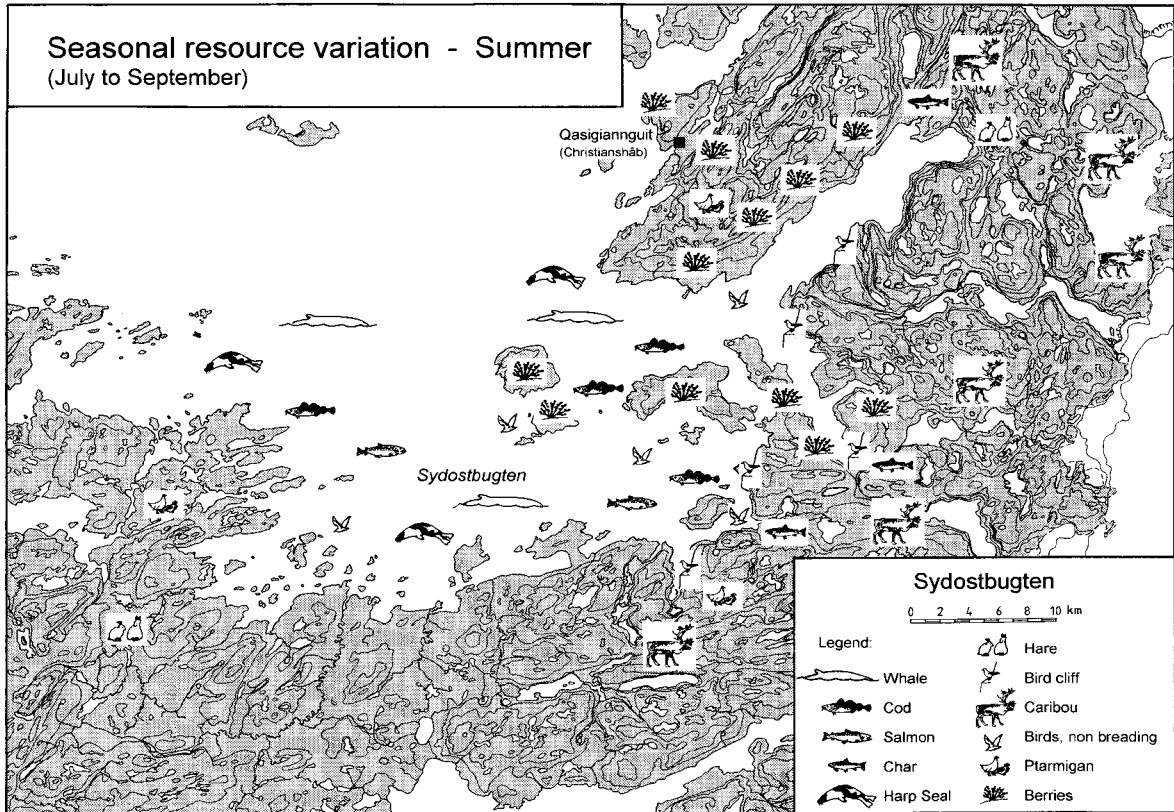 Seasonal resource variation - Summer
(July to September)
Qasigiannguit
(Christianshåb)
Sydostbugten
Sydostbugten
0 2 4 6 8 10 km
Legend:
Whale
Cod
Salmon
Char
Harp Seal
Hare
Bird cliff
Caribou
Birds, non breading
Ptarmigan
Berries